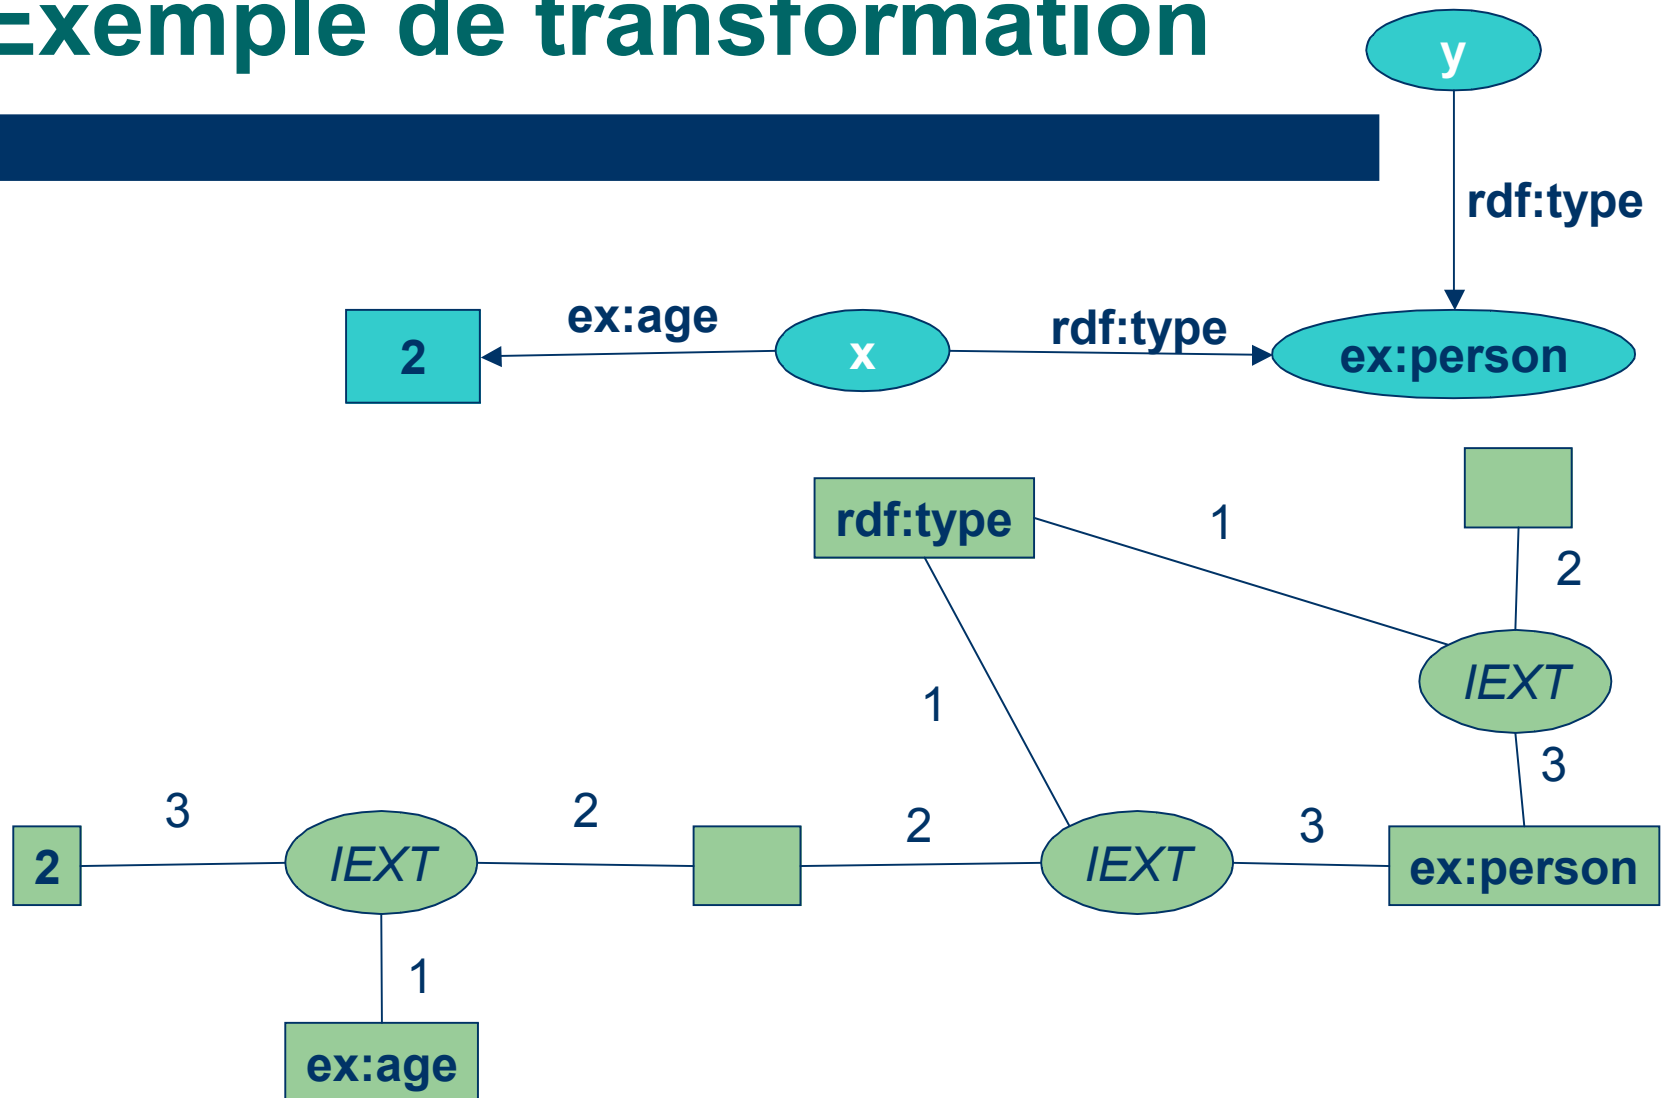 Exemple de transformation
y
rdf:type
ex:age
rdf:type
2
x
ex:person
rdf:type
1
2
IEXT
1
3
3
2
2
3
2
IEXT
IEXT
ex:person
1
ex:age